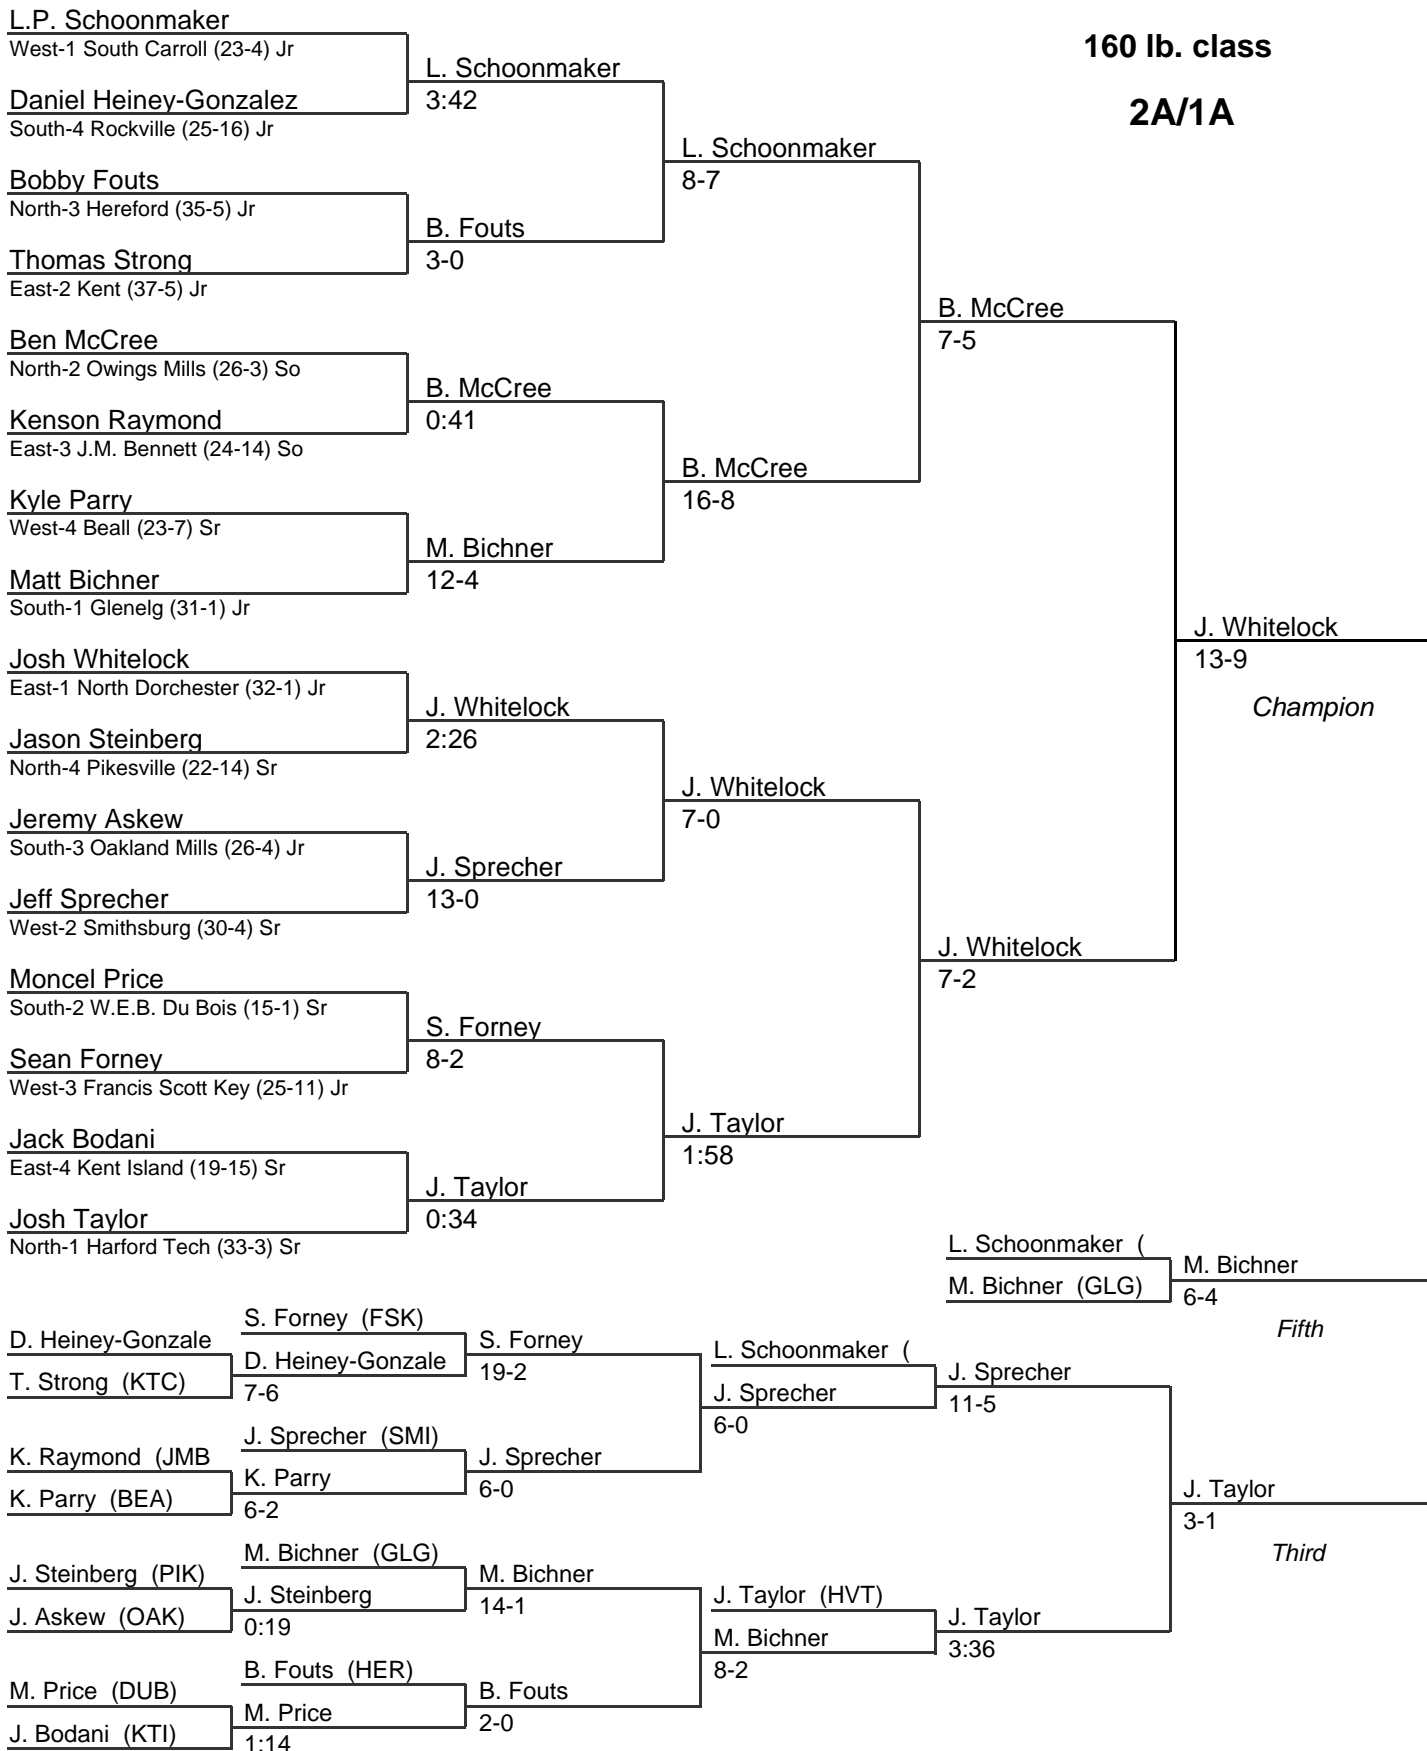 L.P. Schoonmaker
West-1 South Carroll (23-4) Jr
Daniel Heiney-Gonzalez
South-4 Rockville (25-16) Jr
Bobby Fouts
North-3 Hereford (35-5) Jr
Thomas Strong
East-2 Kent (37-5) Jr
Ben McCree
North-2 Owings Mills (26-3) So
Kenson Raymond
East-3 J.M. Bennett (24-14) So
Kyle Parry
West-4 Beall (23-7) Sr
Matt Bichner
South-1 Glenelg (31-1) Jr
Josh Whitelock
East-1 North Dorchester (32-1) Jr
Jason Steinberg
North-4 Pikesville (22-14) Sr
Jeremy Askew
South-3 Oakland Mills (26-4) Jr
Jeff Sprecher
West-2 Smithsburg (30-4) Sr
Moncel Price
South-2 W.E.B. Du Bois (15-1) Sr
Sean Forney
West-3 Francis Scott Key (25-11) Jr
Jack Bodani
East-4 Kent Island (19-15) Sr
Josh Taylor
North-1 Harford Tech (33-3) Sr
L. Schoonmaker
3:42
B. Fouts
3-0
B. McCree
0:41
M. Bichner
12-4
J. Whitelock
2:26
J. Sprecher
13-0
S. Forney
8-2
J. Taylor
0:34
L. Schoonmaker
8-7
B. McCree
16-8
J. Whitelock
7-0
J. Taylor
1:58
B. McCree
7-5
J. Whitelock
7-2
160 lb. class
2A/1A
J. Whitelock
13-9
Champion
L. Schoonmaker (
M. Bichner (GLG)
M. Bichner
6-4
Fifth
D. Heiney-Gonzale
T. Strong (KTC)
K. Raymond (JMB
K. Parry (BEA)
J. Steinberg (PIK)
J. Askew (OAK)
M. Price (DUB)
J. Bodani (KTI)
S. Forney (FSK)
D. Heiney-Gonzale
7-6
J. Sprecher (SMI)
K. Parry
6-2
M. Bichner (GLG)
J. Steinberg
0:19
B. Fouts (HER)
M. Price
1:14
S. Forney
19-2
J. Sprecher
6-0
M. Bichner
14-1
B. Fouts
2-0
L. Schoonmaker (
J. Sprecher
6-0
J. Taylor (HVT)
M. Bichner
8-2
J. Sprecher
11-5
J. Taylor
3:36
J. Taylor
3-1
Third